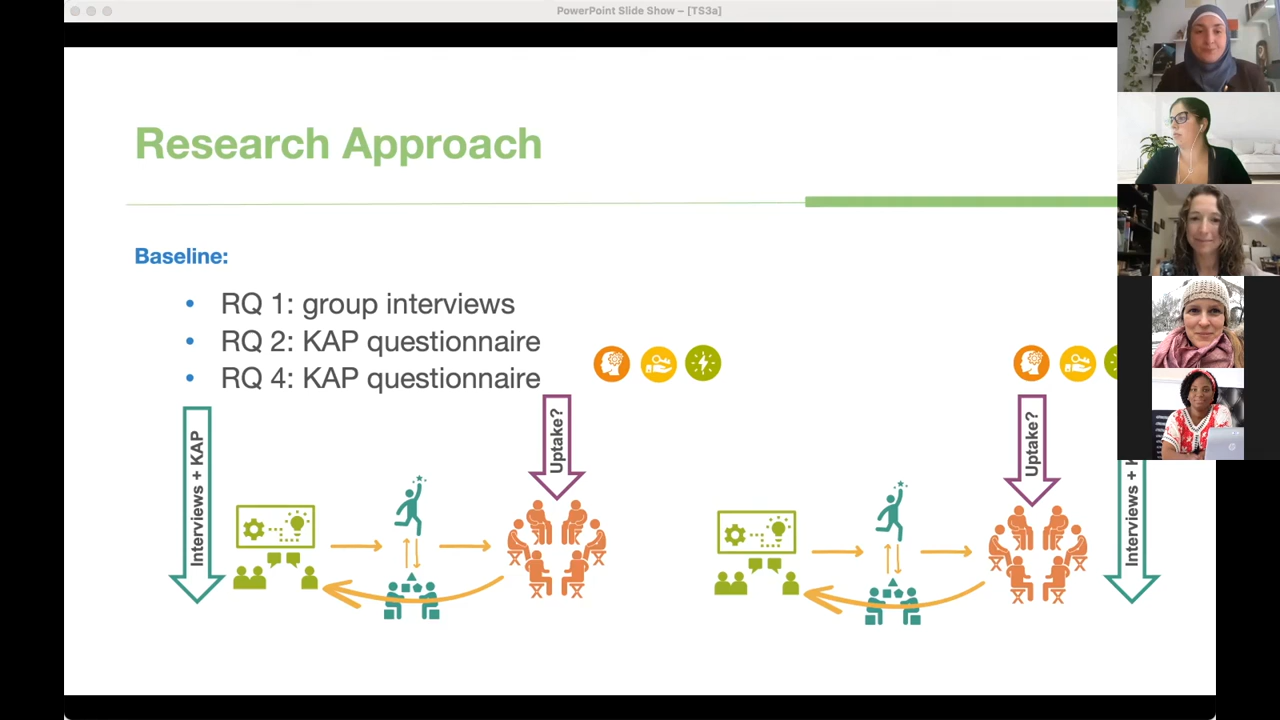 PowerPoint Slide Show – [TS3a]
Research Approach
Baseline:
• RQ 1: group interviews
• RQ 2: KAP questionnaire
• RQ 4: KAP questionnaire
Interviews + KAP
Uptake?
Uptake?
Interviews +